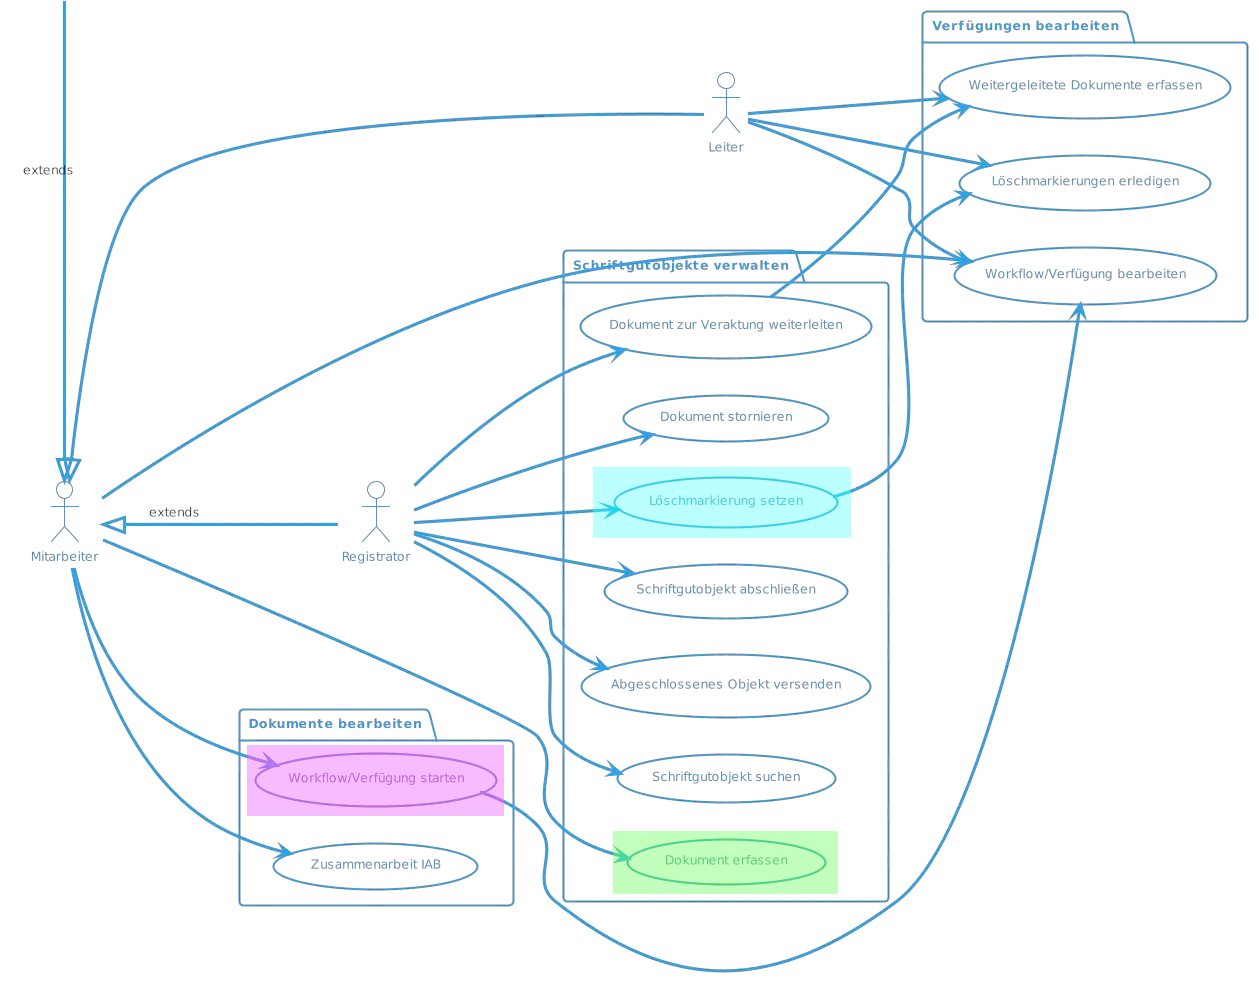 Verfügungen bearbeiten
Weitergeleitete Dokumente erfassen
Leiter
extends
Löschmarkierungen erledigen
Schriftgutobjekte verwalten
Workflow/Verfügung bearbeiten
Dokument zur Veraktung weiterleiten
Dokument stornieren
Löschmarkierung setzen
extends
Mitarbeiter
Registrator
Schriftgutobjekt abschließen
Abgeschlossenes Objekt versenden
Dokumente bearbeiten
Workflow/Verfügung starten
Schriftgutobjekt suchen
Zusammenarbeit IAB
Dokument erfassen